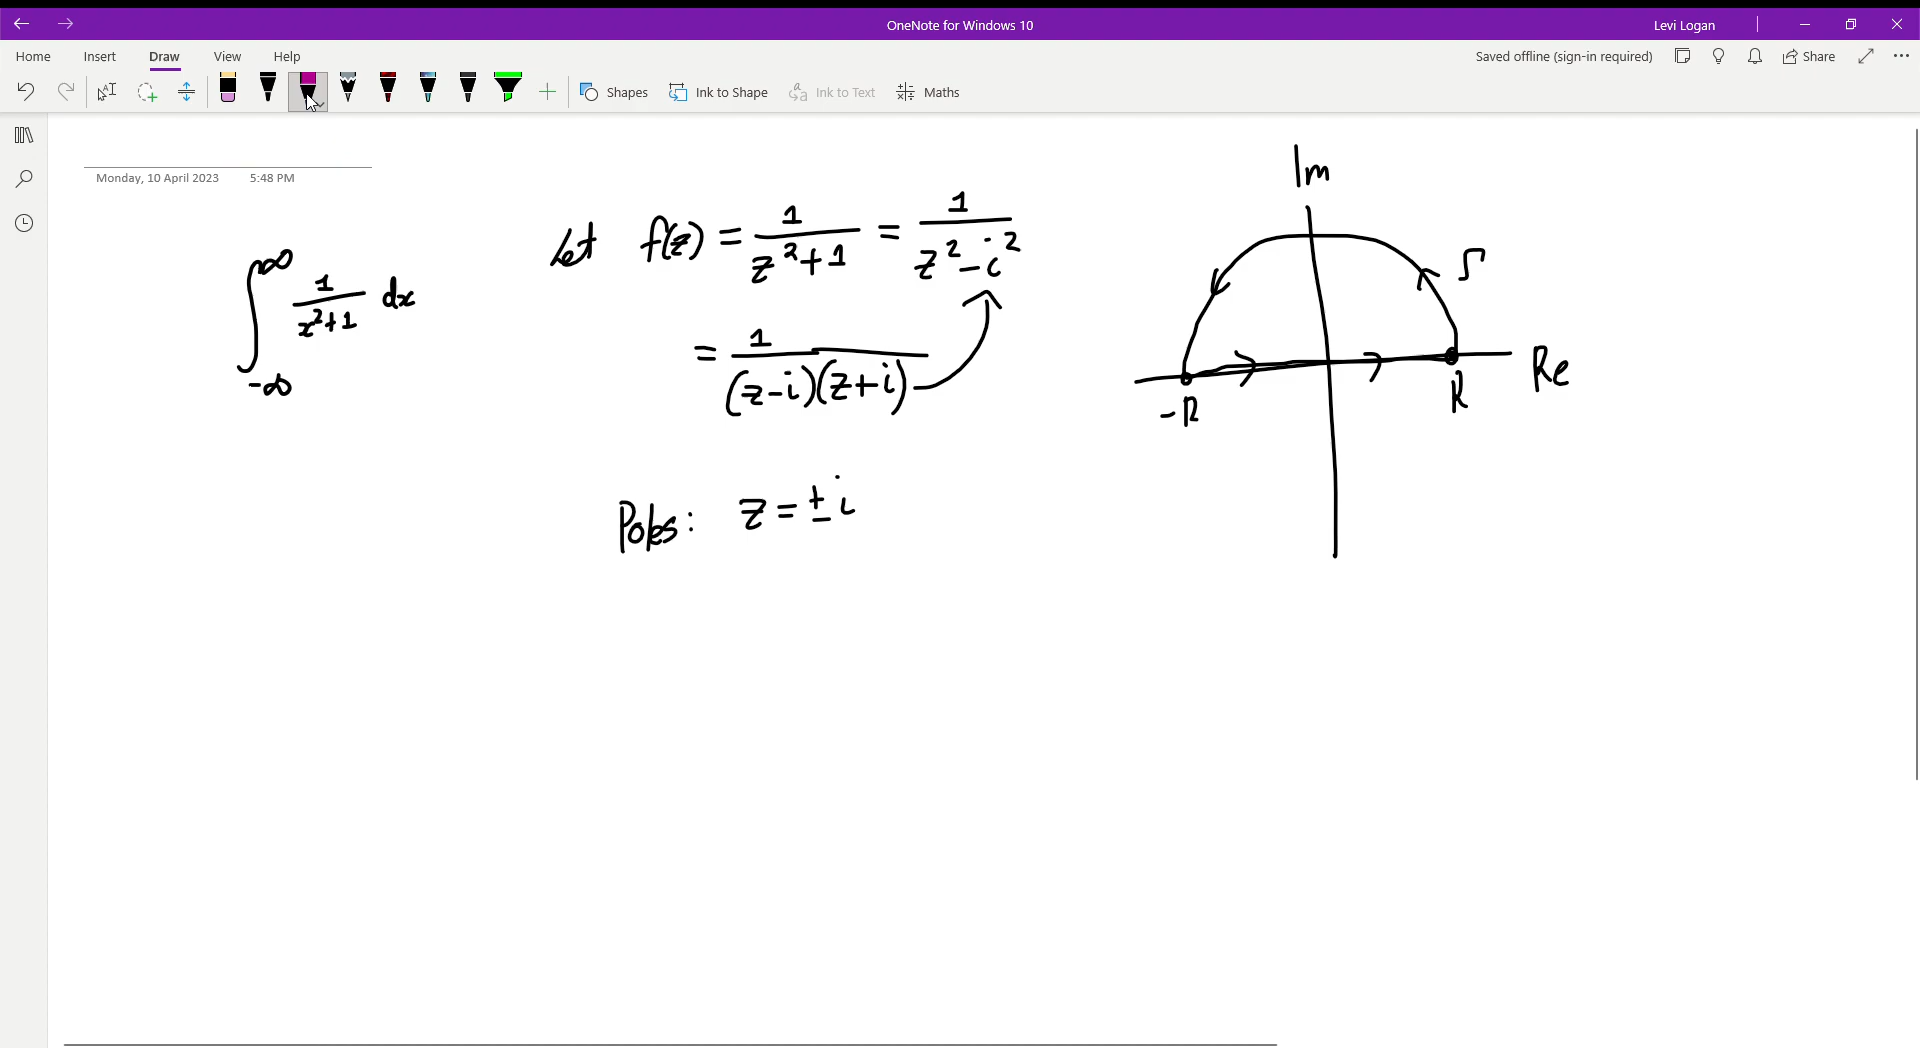 OneNote for Windows 10
Levi Logan
Home Insert Draw View Help
Saved offline (sign-in required)
Share
Shapes
Ink to Shape
Ink to Text
Maths
Monday, 10 April 2023 5:48 PM
∫_{-∞}^{∞} 1/(x²+1) dx
Let f(z) = 1/(z²+1) = 1/(z²-i²)
= 1/((z-i)(z+i))
Poles: z = ± i
Im
Γ
Re
-R
R